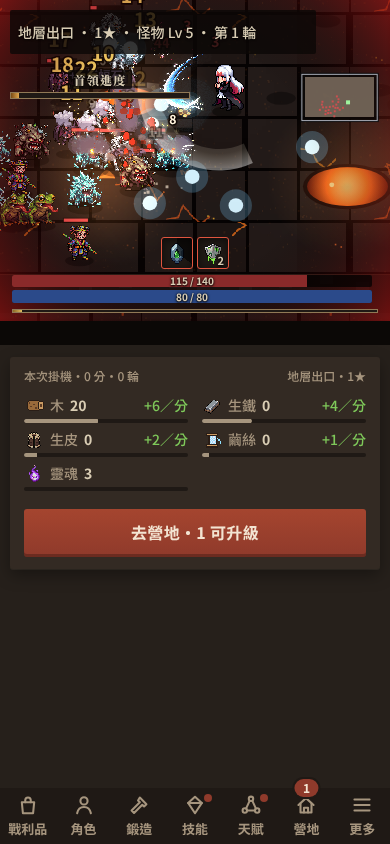 地層出口 • 1★ • 怪物 Lv 5 • 第 1 輪
首領進度
8
2
115 / 140
80 / 80
本次掛機 • 0 分 • 0 輪
地層出口 • 1★
木 20 +6／分
生鐵 0 +4／分
生皮 0 +2／分
繭絲 0 +1／分
靈魂 3
去營地 • 1 可升級
1
戰利品
角色
鍛造
技能
天賦
營地
更多